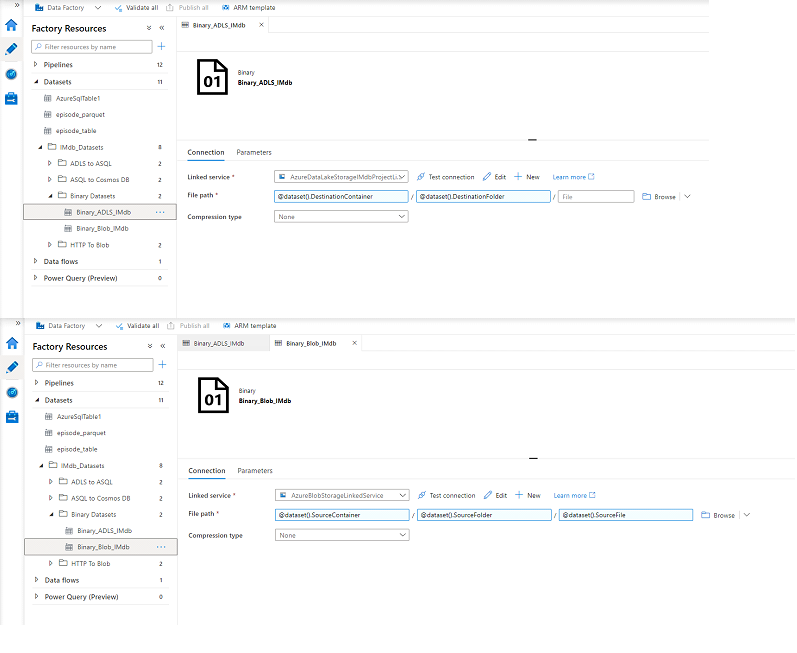 Data Factory Validate all Publish all ARM template
Factory Resources
Binary_ADLS_IMdb
Filter resources by name
Pipelines 12
Datasets 11
AzureSqlTable1
episode_parquet
episode_table
IMdb_Datasets 8
ADLS to ASQL 2
ASQL to Cosmos DB 2
Binary Datasets 2
Binary_ADLS_IMdb ...
Binary_Blob_IMdb
HTTP To Blob 2
Data flows 1
Power Query (Preview) 0
01
Binary
Binary_ADLS_IMdb
Connection Parameters
Linked service * AzureDataLakeStorageIMdbProjectLi Test connection Edit New Learn more
File path * @dataset().DestinationContainer / @dataset().DestinationFolder / File Browse
Compression type None
Data Factory Validate all Publish all ARM template
Factory Resources
Binary_ADLS_IMdb Binary_Blob_IMdb
Filter resources by name
Pipelines 12
Datasets 11
AzureSqlTable1
episode_parquet
episode_table
IMdb_Datasets 8
ADLS to ASQL 2
ASQL to Cosmos DB 2
Binary Datasets 2
Binary_ADLS_IMdb
Binary_Blob_IMdb ...
HTTP To Blob 2
Data flows 1
Power Query (Preview) 0
01
Binary
Binary_Blob_IMdb
Connection Parameters
Linked service * AzureBlobStorageLinkedService Test connection Edit New Learn more
File path * @dataset().SourceContainer / @dataset().SourceFolder / @dataset().SourceFile Browse
Compression type None